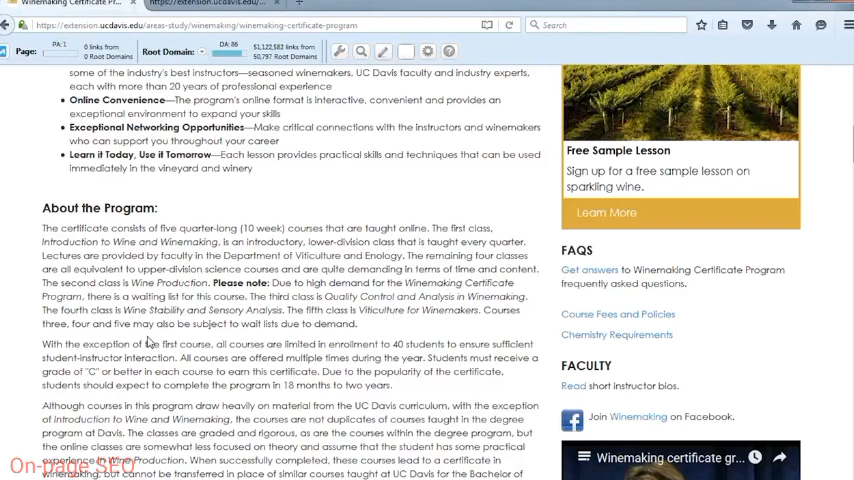 Winemaking Certificate Pr...
https://extension.ucdavis.edu/...
https://extension.ucdavis.edu/areas-study/winemaking/winemaking-certificate-program
Search
Page:
PA: 1
0 links from
0 Root Domains
Root Domain:
DA: 86
51,122,582 links from
50,797 Root Domains
some of the industry's best instructors—seasoned winemakers, UC Davis faculty and industry experts,
each with more than 20 years of professional experience
• Online Convenience—The program's online format is interactive, convenient and provides an
exceptional environment to expand your skills
• Exceptional Networking Opportunities—Make critical connections with the instructors and winemakers
who can support you throughout your career
• Learn it Today, Use it Tomorrow—Each lesson provides practical skills and techniques that can be used
immediately in the vineyard and winery
About the Program:
The certificate consists of five quarter-long (10 week) courses that are taught online. The first class,
Introduction to Wine and Winemaking, is an introductory, lower-division class that is taught every quarter.
Lectures are provided by faculty in the Department of Viticulture and Enology. The remaining four classes
are all equivalent to upper-division science courses and are quite demanding in terms of time and content.
The second class is Wine Production. Please note: Due to high demand for the Winemaking Certificate
Program, there is a waiting list for this course. The third class is Quality Control and Analysis in Winemaking.
The fourth class is Wine Stability and Sensory Analysis. The fifth class is Viticulture for Winemakers. Courses
three, four and five may also be subject to wait lists due to demand.
With the exception of the first course, all courses are limited in enrollment to 40 students to ensure sufficient
student-instructor interaction. All courses are offered multiple times during the year. Students must receive a
grade of "C" or better in each course to earn this certificate. Due to the popularity of the certificate,
students should expect to complete the program in 18 months to two years.
Although courses in this program draw heavily on material from the UC Davis curriculum, with the exception
of Introduction to Wine and Winemaking, the courses are not duplicates of courses taught in the degree
program at Davis. The classes are graded and rigorous, as are the courses within the degree program, but
the online classes are somewhat less focused on theory and assume that the student has some practical
experience in Wine Production. When successfully completed, these courses lead to a certificate in
winemaking, but cannot be transferred in place of similar courses taught at UC Davis for the Bachelor of
On-page SEO
Free Sample Lesson
Sign up for a free sample lesson on
sparkling wine.
Learn More
FAQS
Get answers to Winemaking Certificate Program
frequently asked questions.
Course Fees and Policies
Chemistry Requirements
FACULTY
Read short instructor bios.
Join Winemaking on Facebook.
Winemaking certificate gr...